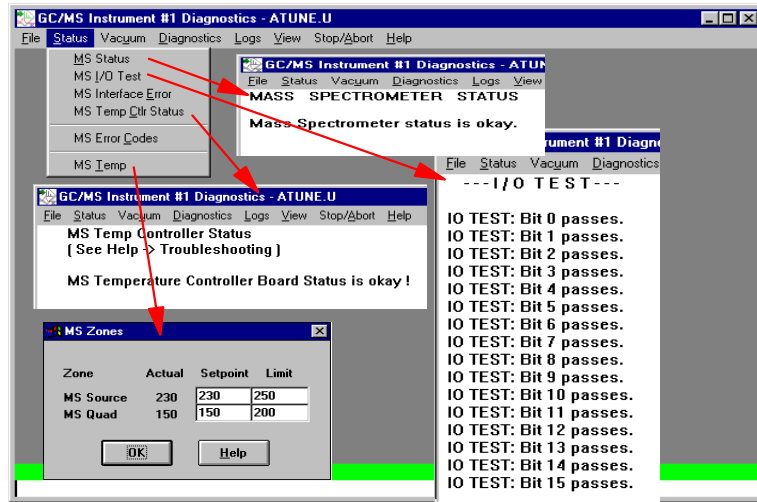 GC/MS Instrument #1 Diagnostics - ATUNE.U
File Status Vacuum Diagnostics Logs View Stop/Abort Help
MS Status
MS I/O Test
MS Interface Error
MS Temp Ctlr Status
MS Error Codes
MS Temp
GC/MS Instrument #1 Diagnostics - ATUN
File Status Vacuum Diagnostics Logs View
MASS SPECTROMETER STATUS
Mass Spectrometer status is okay.
rument #1 Diagn
File Status Vacuum Diagnostics
---I/O TEST---
IO TEST: Bit 0 passes.
IO TEST: Bit 1 passes.
IO TEST: Bit 2 passes.
IO TEST: Bit 3 passes.
IO TEST: Bit 4 passes.
IO TEST: Bit 5 passes.
IO TEST: Bit 6 passes.
IO TEST: Bit 7 passes.
IO TEST: Bit 8 passes.
IO TEST: Bit 9 passes.
IO TEST: Bit 10 passes.
IO TEST: Bit 11 passes.
IO TEST: Bit 12 passes.
IO TEST: Bit 13 passes.
IO TEST: Bit 14 passes.
IO TEST: Bit 15 passes.
GC/MS Instrument #1 Diagnostics - ATUNE.U
File Status Vacuum Diagnostics Logs View Stop/Abort Help
MS Temp Controller Status
( See Help -> Troubleshooting )
MS Temperature Controller Board Status is okay !
MS Zones
Zone Actual Setpoint Limit
MS Source 230 230 250
MS Quad 150 150 200
OK Help